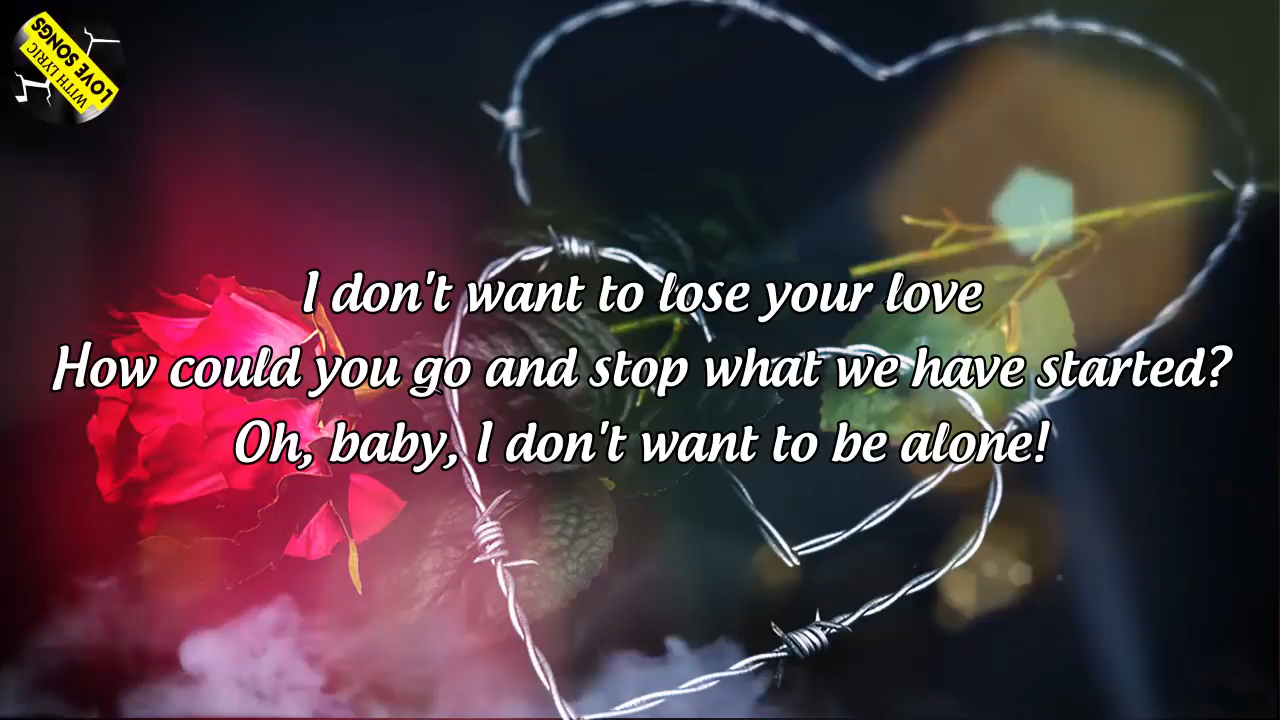 LOVE SONGS
WITH LYRIC
I don't want to lose your love
How could you go and stop what we have started?
Oh, baby, I don't want to be alone!